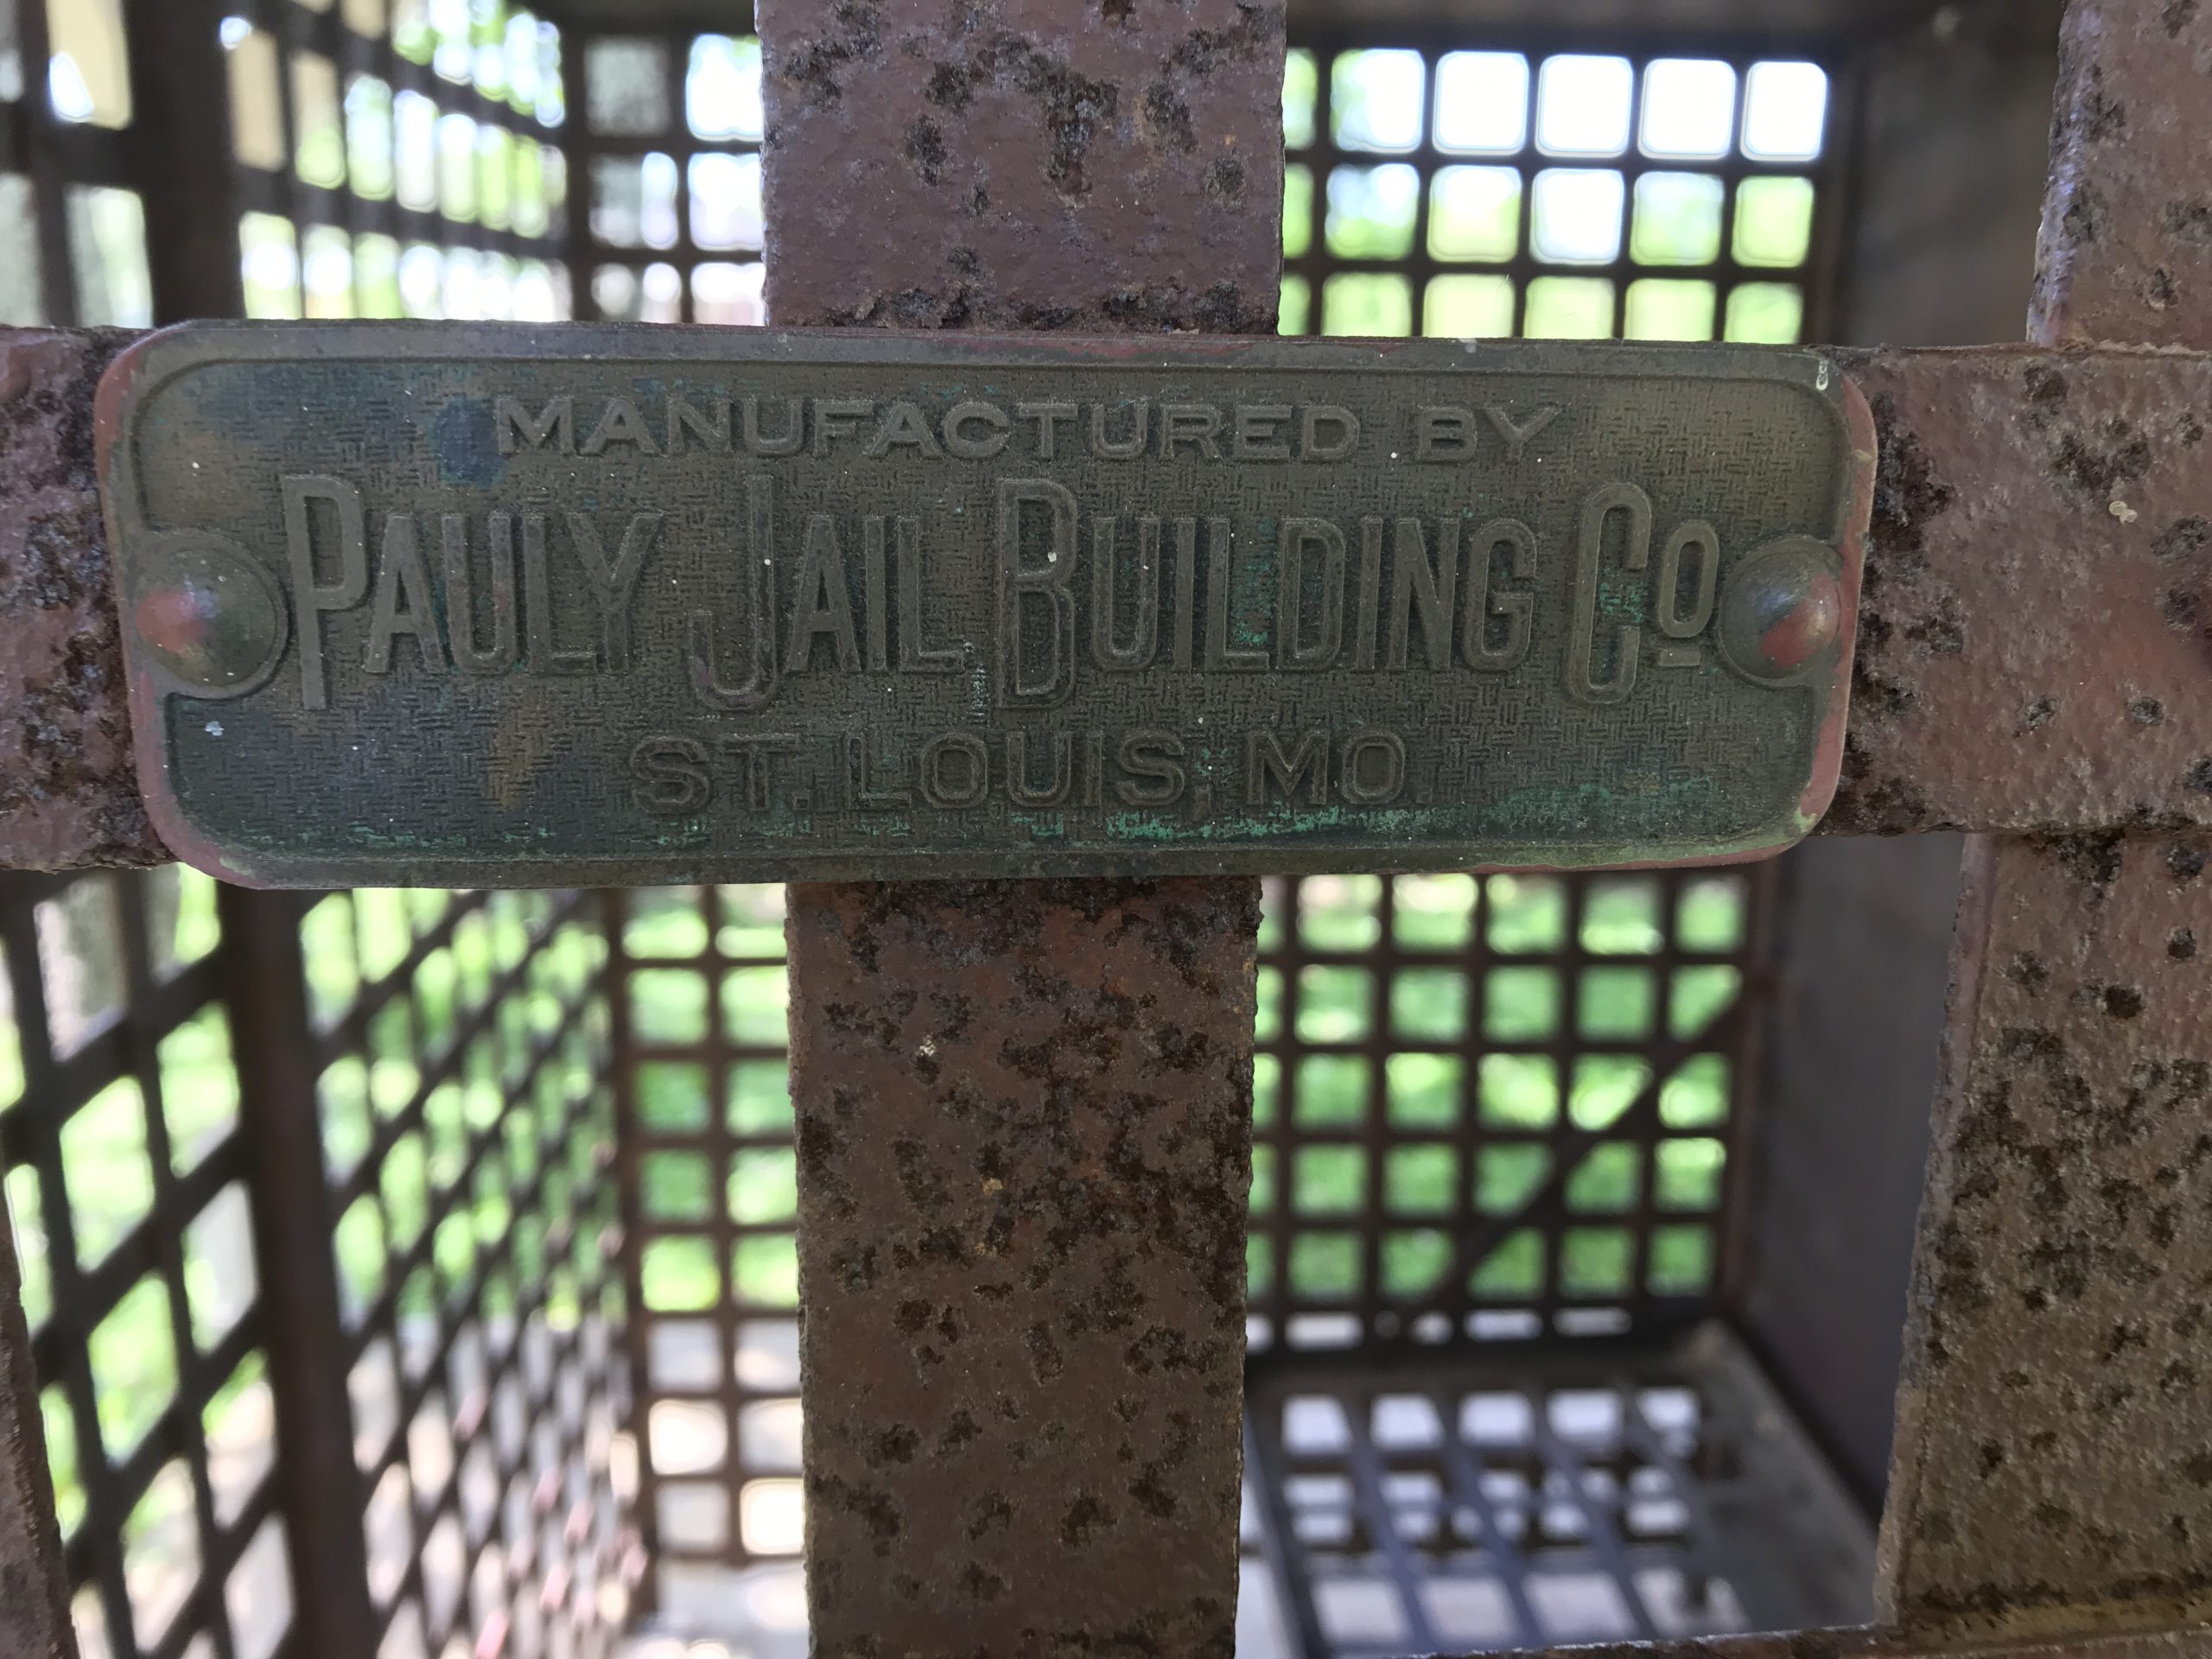 MANUFACTURED BY
PAULY JAIL BUILDING CO
ST. LOUIS, MO.